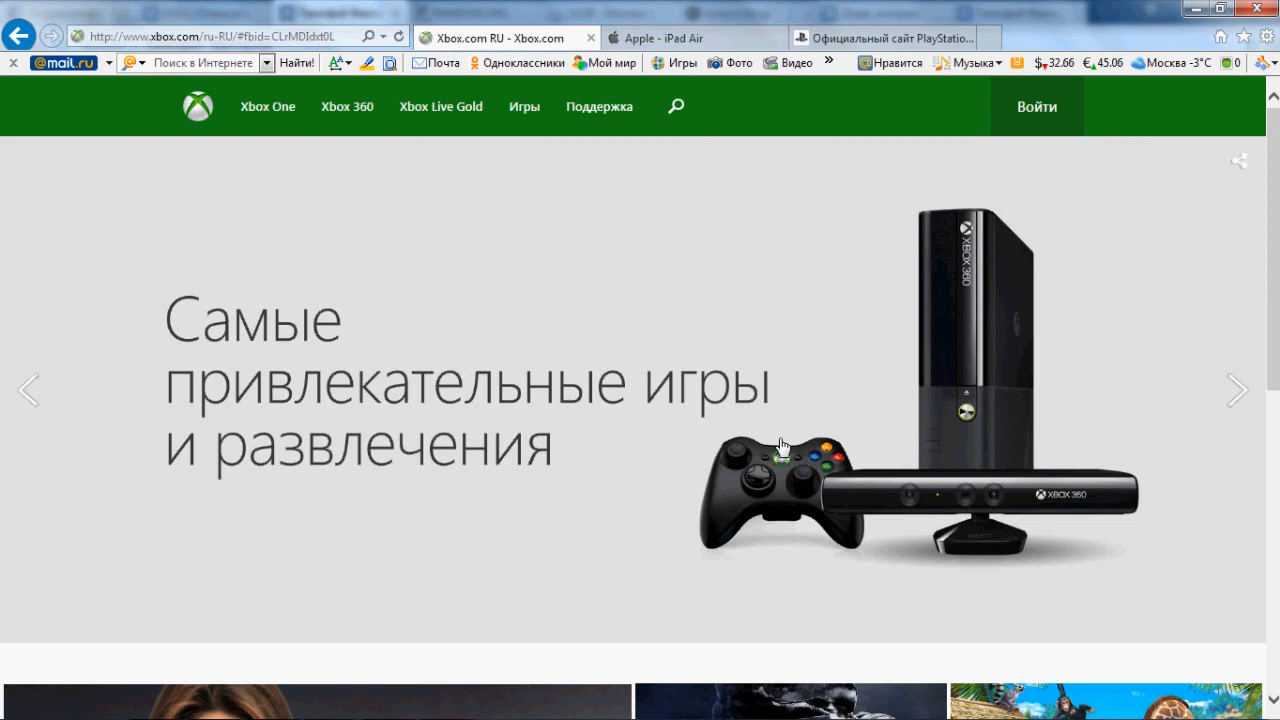 http://www.xbox.com/ru-RU/#fbid=CLrMDIdxt0L
Xbox.com RU - Xbox.com
Apple - iPad Air
Официальный сайт PlayStatio...
@mail.ru
Поиск в Интернете
Найти!
Почта
Одноклассники
Мой мир
Игры
Фото
Видео
Нравится
Музыка
32.66
45.06
Москва -3°C
0
Xbox One
Xbox 360
Xbox Live Gold
Игры
Поддержка
Войти
XBOX 360
Самые
привлекательные игры
и развлечения
XBOX 360